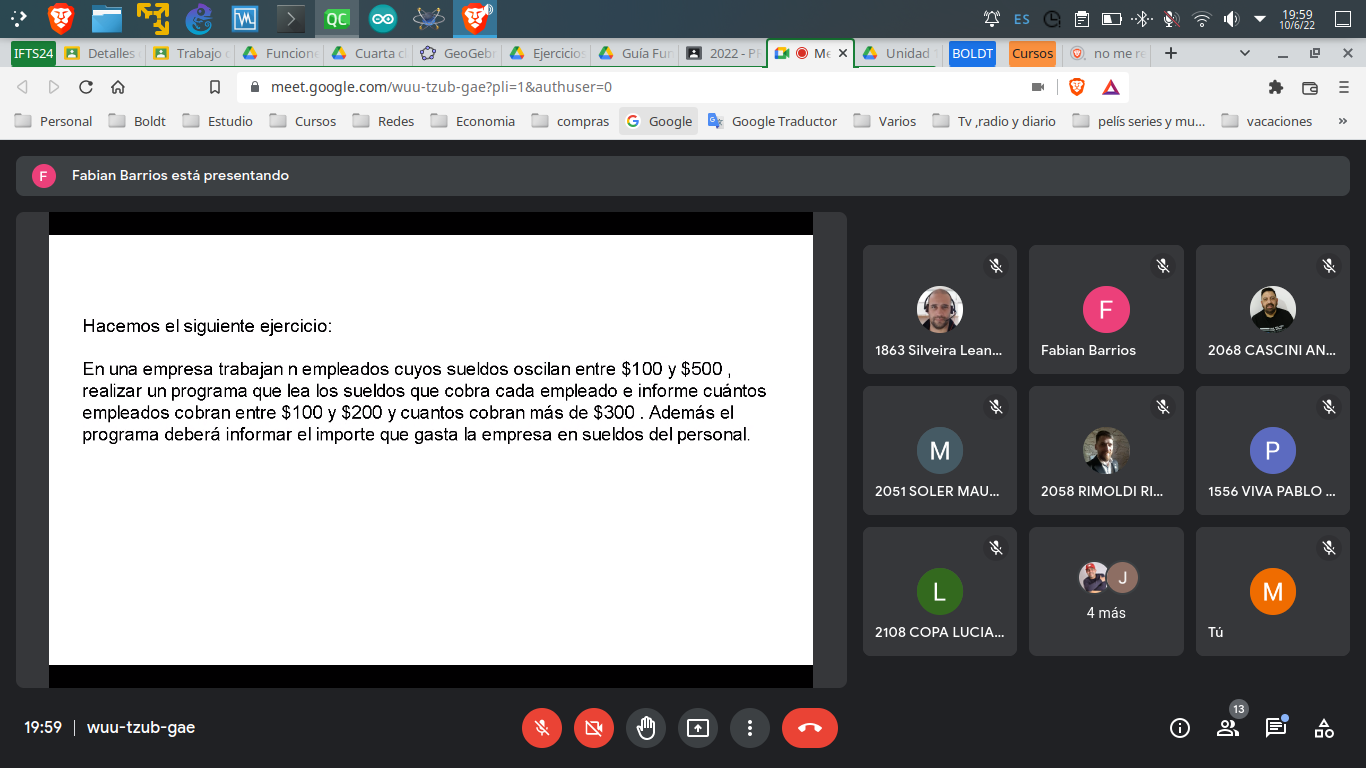 QC
ES
19:59
10/6/22
IFTS24
Detalles
Trabajo
Funcione
Cuarta c
GeoGeb
Ejercicio
Guía Fun
2022 - P
Me
Unidad
BOLDT
Cursos
no me re
meet.google.com/wuu-tzub-gae?pli=1&authuser=0
Personal
Boldt
Estudio
Cursos
Redes
Economia
compras
Google
Google Traductor
Varios
Tv ,radio y diario
pelís series y mu...
vacaciones
»
F
Fabian Barrios está presentando
Hacemos el siguiente ejercicio:
En una empresa trabajan n empleados cuyos sueldos oscilan entre $100 y $500 ,
realizar un programa que lea los sueldos que cobra cada empleado e informe cuántos
empleados cobran entre $100 y $200 y cuantos cobran más de $300 . Además el
programa deberá informar el importe que gasta la empresa en sueldos del personal.
1863 Silveira Lean...
F
Fabian Barrios
2068 CASCINI AN...
M
2051 SOLER MAU...
2058 RIMOLDI RI...
P
1556 VIVA PABLO ...
L
2108 COPA LUCIA...
J
4 más
M
Tú
19:59 | wuu-tzub-gae
13